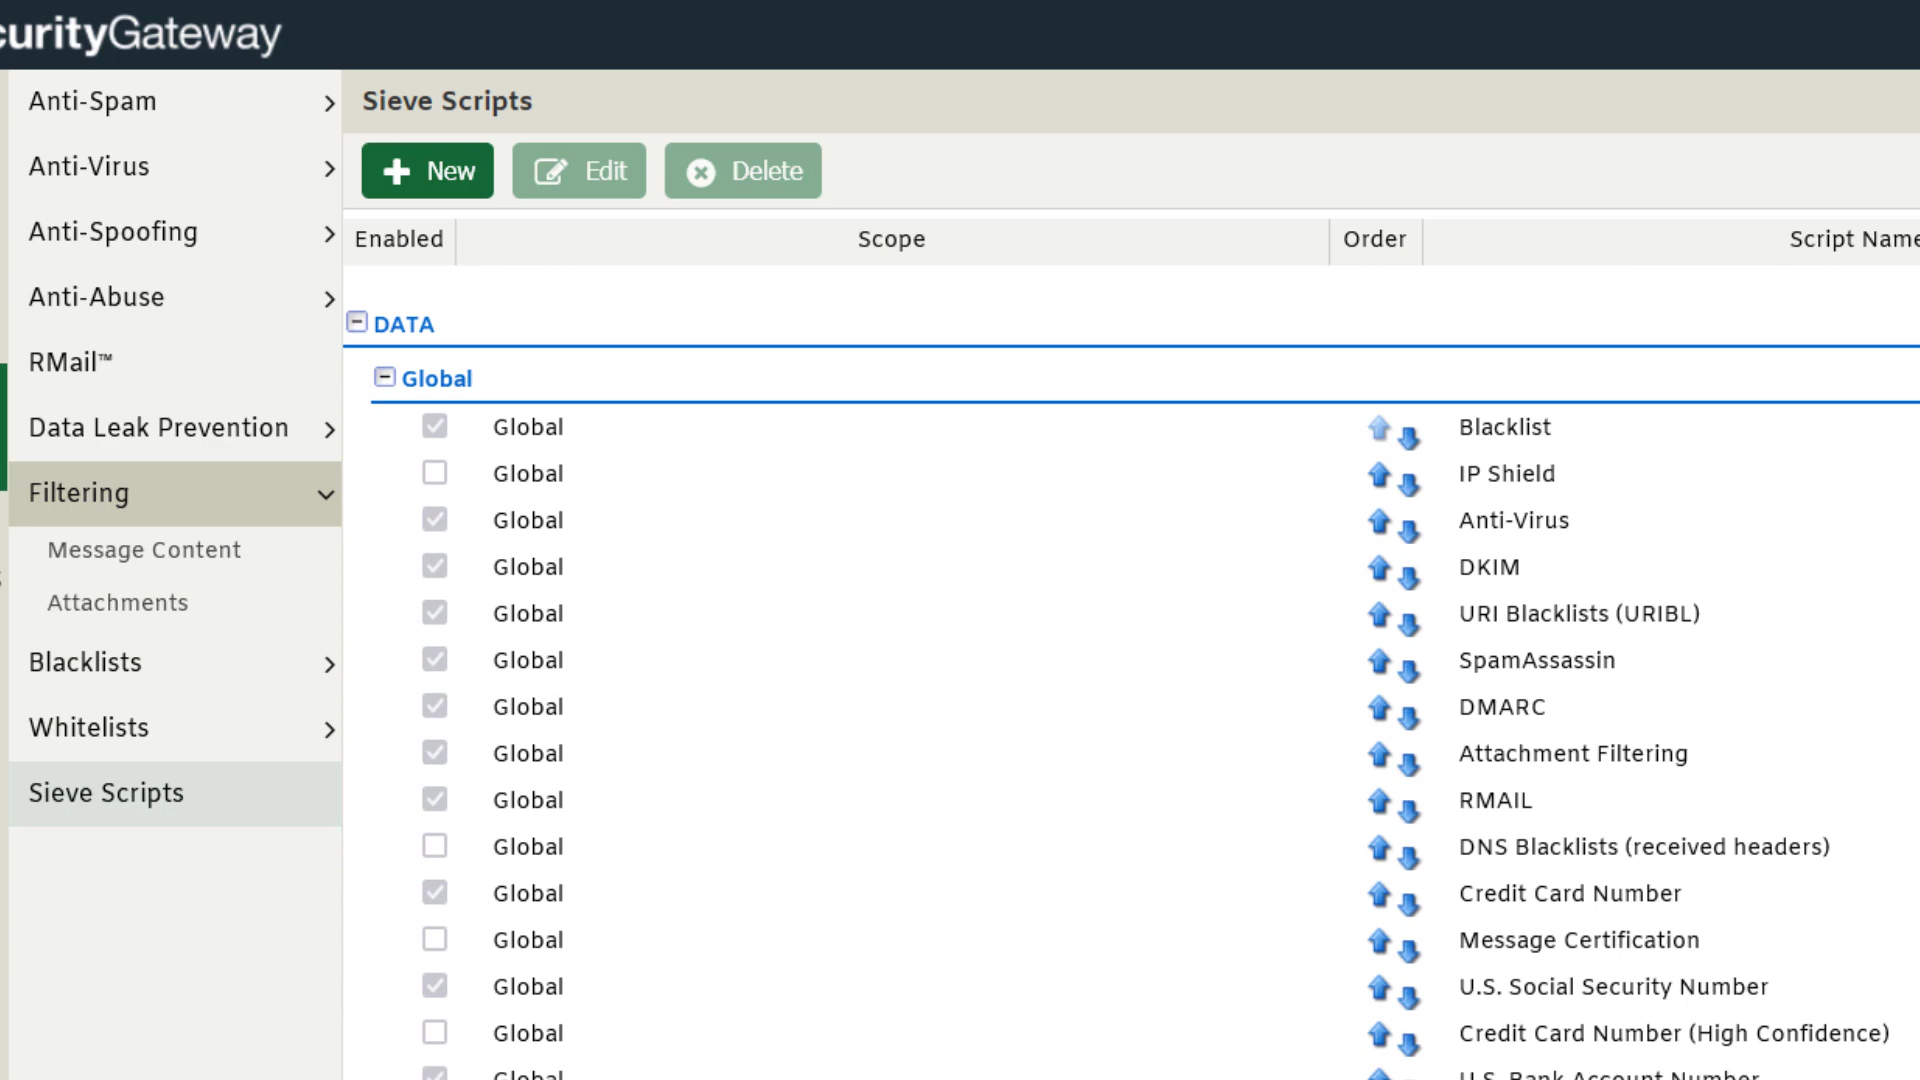 curityGateway
Anti-Spam
Anti-Virus
Anti-Spoofing
Anti-Abuse
RMail™
Data Leak Prevention
Filtering
Message Content
Attachments
Blacklists
Whitelists
Sieve Scripts
Sieve Scripts
New Edit Delete
Enabled Scope Order Script Name
DATA
Global
Global Blacklist
Global IP Shield
Global Anti-Virus
Global DKIM
Global URI Blacklists (URIBL)
Global SpamAssassin
Global DMARC
Global Attachment Filtering
Global RMAIL
Global DNS Blacklists (received headers)
Global Credit Card Number
Global Message Certification
Global U.S. Social Security Number
Global Credit Card Number (High Confidence)
Global U.S. Bank Account Number